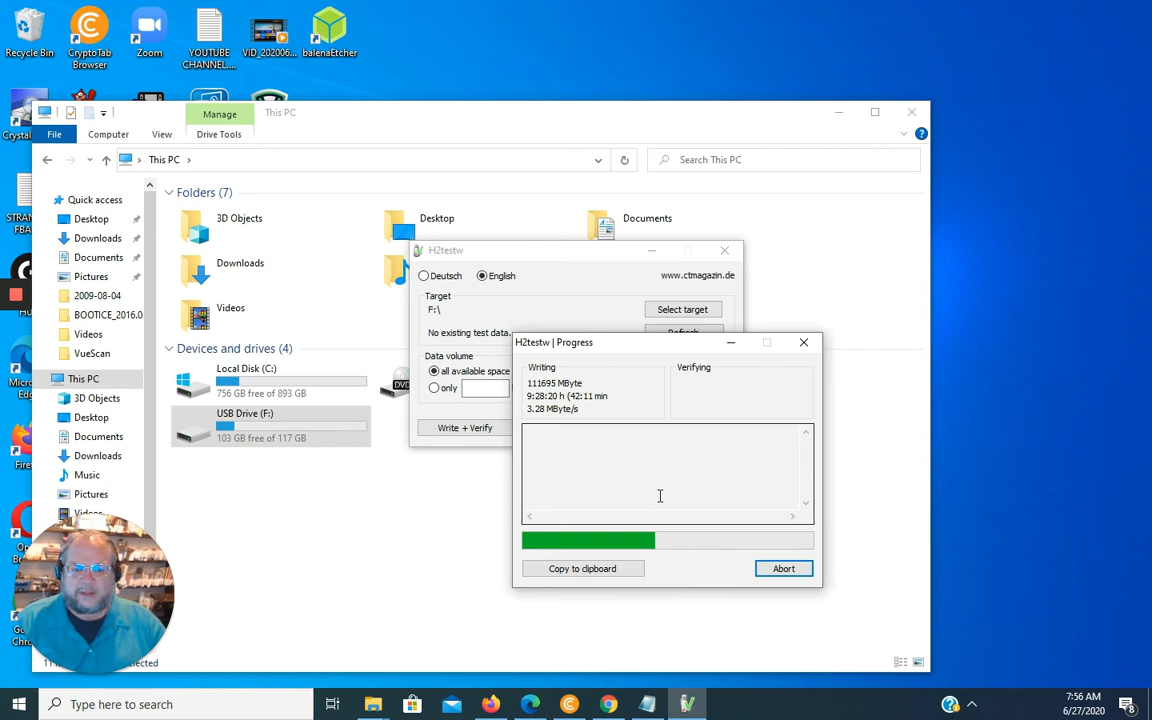 Recycle Bin
CryptoTab
Browser
Zoom
YOUTUBE
CHANNEL....
VID_202006...
balenaEtcher
Manage
This PC
File
Computer
View
Drive Tools
This PC
Search This PC
Quick access
Desktop
Downloads
Documents
Pictures
2009-08-04
BOOTICE_2016.0
Videos
VueScan
This PC
3D Objects
Desktop
Documents
Downloads
Music
Pictures
Folders (7)
3D Objects
Desktop
Documents
Downloads
Videos
Devices and drives (4)
Local Disk (C:)
756 GB free of 893 GB
USB Drive (F:)
103 GB free of 117 GB
DVD
H2testw
Deutsch
English
www.ctmagazin.de
Target
F:\
Select target
No existing test data.
Data volume
all available space
only
Write + Verify
H2testw | Progress
Writing
111695 MByte
9:28:20 h (42:11 min
3.28 MByte/s
Verifying
Copy to clipboard
Abort
Type here to search
7:56 AM
6/27/2020
8